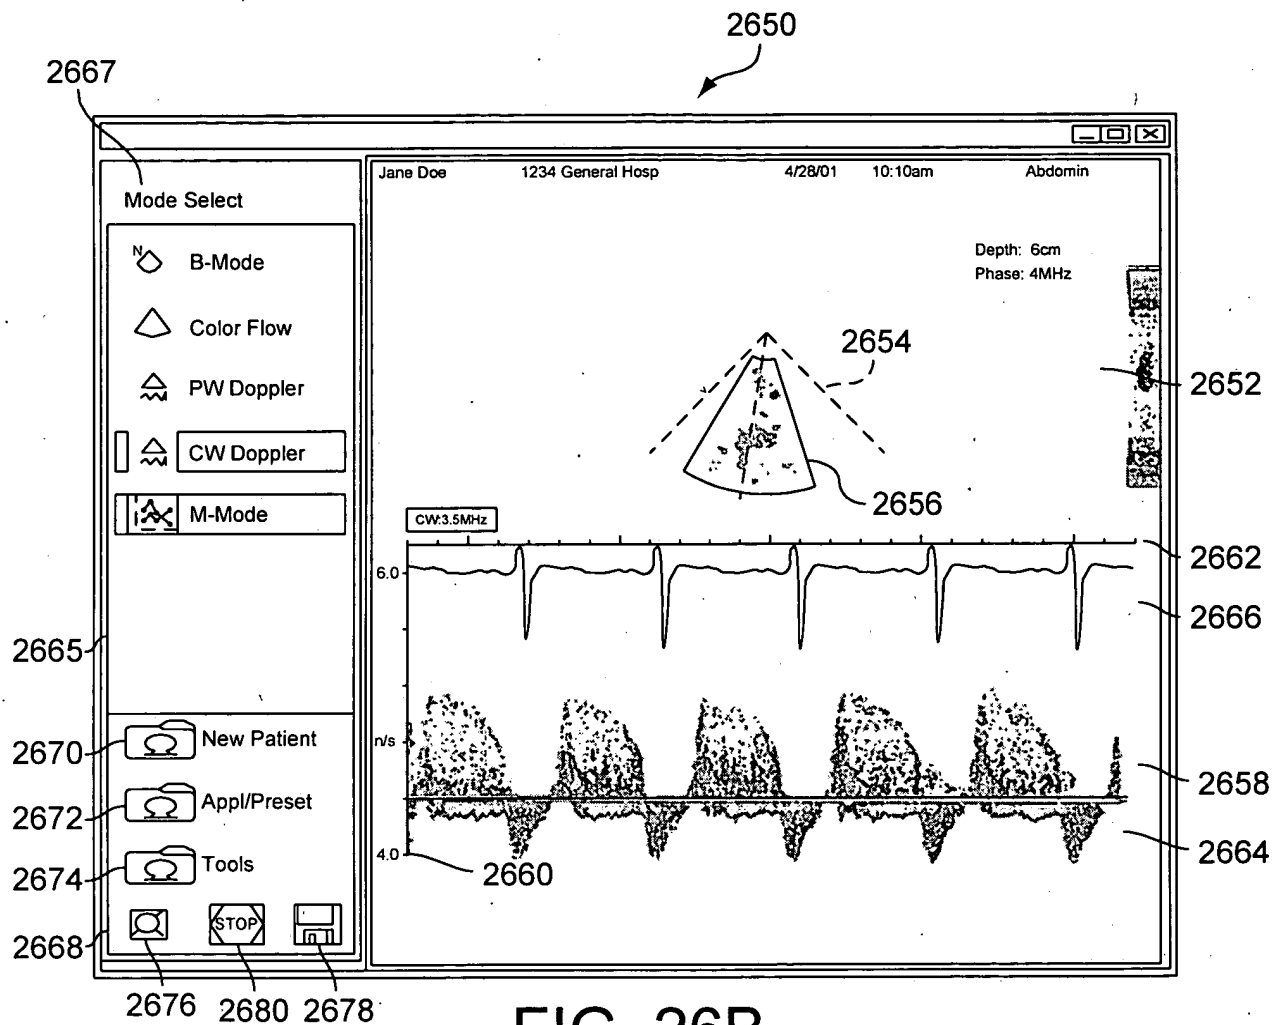 2650
2667
Jane Doe 1234 General Hosp 4/28/01 10:10am Abdomin
Mode Select
N
B-Mode
Depth: 6cm
Phase: 4MHz
Color Flow
2654
PW Doppler
2652
CW Doppler
2656
M-Mode
CW:3.5MHz
2662
6.0
2666
2665
2670
New Patient
n/s
2658
2672
Appl/Preset
2664
4.0
2660
2674
Tools
STOP
2668
2676 2680 2678
FIG. 26B